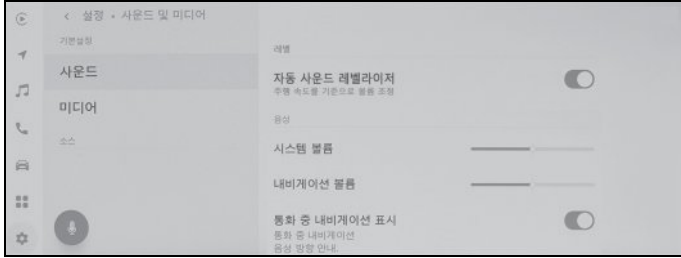 < 설정 • 사운드 및 미디어
기본설정
사운드
미디어
소스
레벨
자동 사운드 레벨라이저
주행 속도를 기준으로 볼륨 조정
음성
시스템 볼륨
내비게이션 볼륨
통화 중 내비게이션 표시
통화 중 내비게이션
음성 방향 안내.